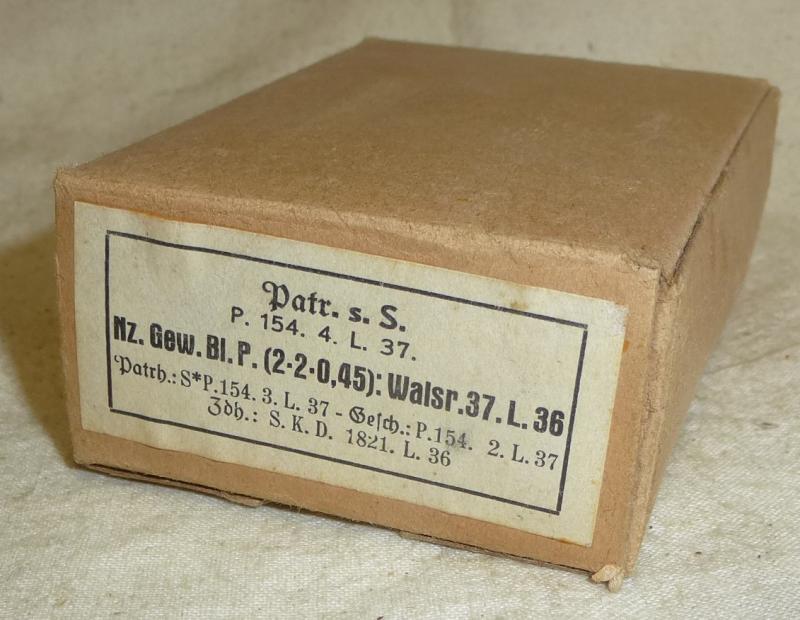 Patr. s. S.
P. 154. 4. L. 37.
Nz. Gew. Bl. P. (2·2·0,45): Walsr. 37. L. 36
Patrh.: S*P. 154. 3. L. 37 - Gesch.: P. 154. 2. L. 37
Zdh.: S. K. D. 1821. L. 36